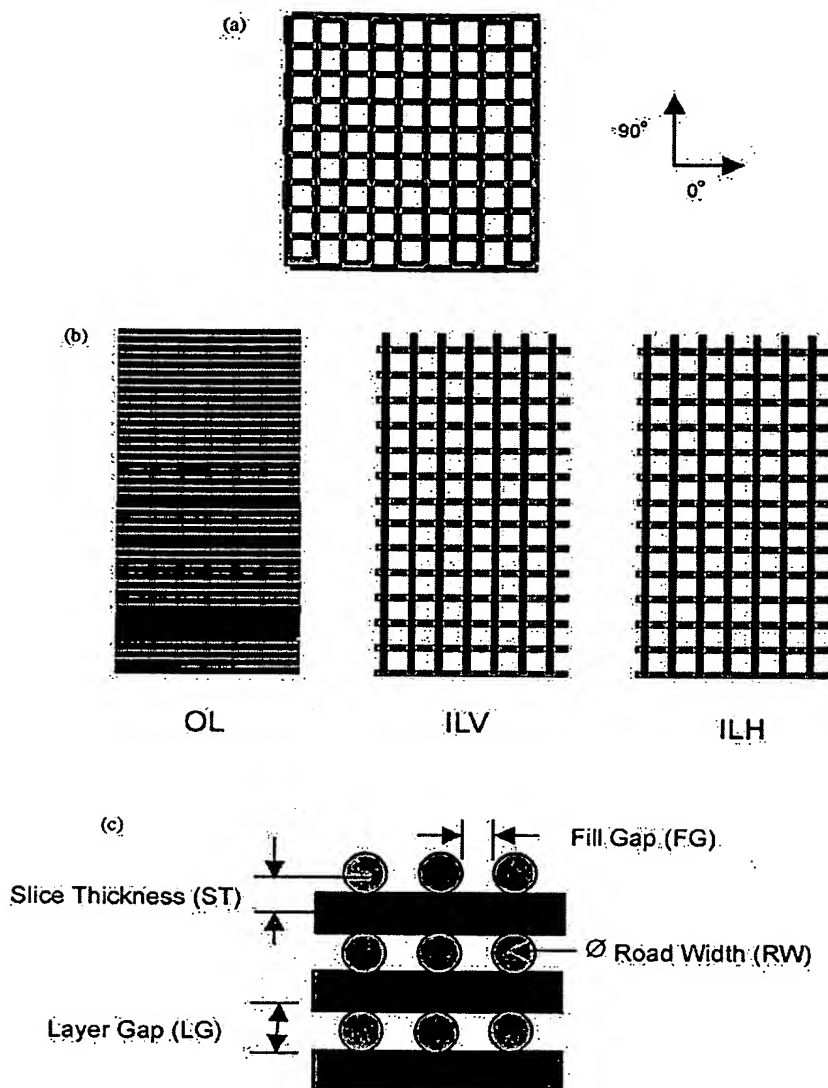 (a)
90°
0°
(b)
OL
ILV
ILH
(c)
Fill Gap (FG)
Slice Thickness (ST)
Ø Road Width (RW)
Layer Gap (LG)